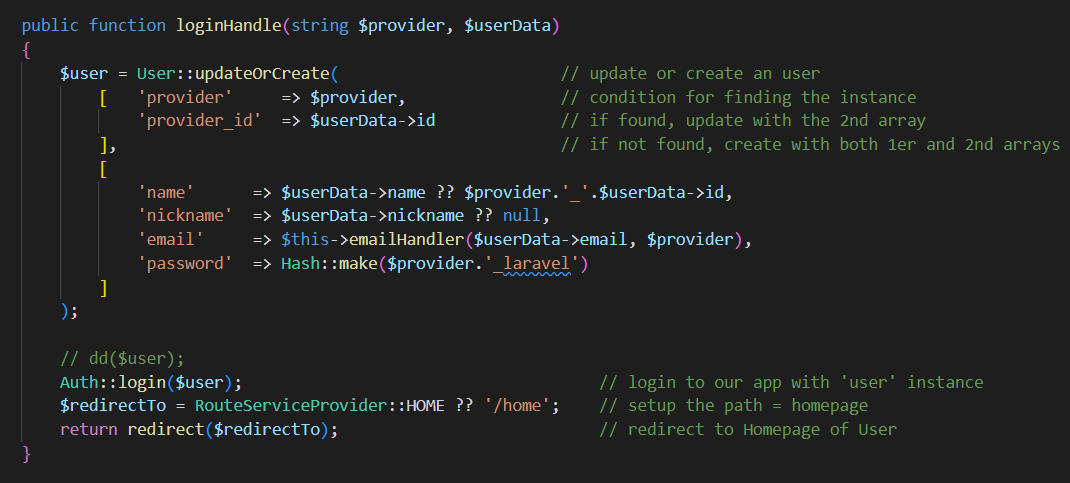 public function loginHandle(string $provider, $userData)
{
    $user = User::updateOrCreate(                       // update or create an user
        [   'provider'     => $provider,                // condition for finding the instance
            'provider_id'  => $userData->id             // if found, update with the 2nd array
        ],                                              // if not found, create with both 1er and 2nd arrays
        [
            'name'      => $userData->name ?? $provider.'_'.$userData->id,
            'nickname'  => $userData->nickname ?? null,
            'email'     => $this->emailHandler($userData->email, $provider),
            'password'  => Hash::make($provider.'_laravel')
        ]
    );
    // dd($user);
    Auth::login($user);                                     // login to our app with 'user' instance
    $redirectTo = RouteServiceProvider::HOME ?? '/home';    // setup the path = homepage
    return redirect($redirectTo);                           // redirect to Homepage of User
}